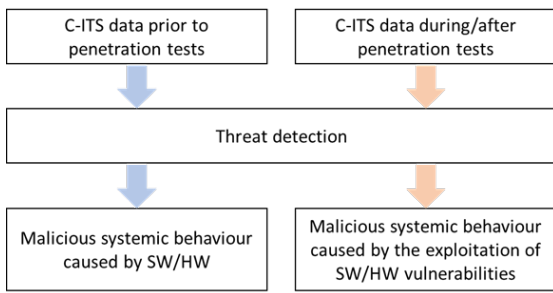 C-ITS data prior to
penetration tests
C-ITS data during/after
penetration tests
Threat detection
Malicious systemic behaviour
caused by SW/HW
Malicious systemic behaviour
caused by the exploitation of
SW/HW vulnerabilities